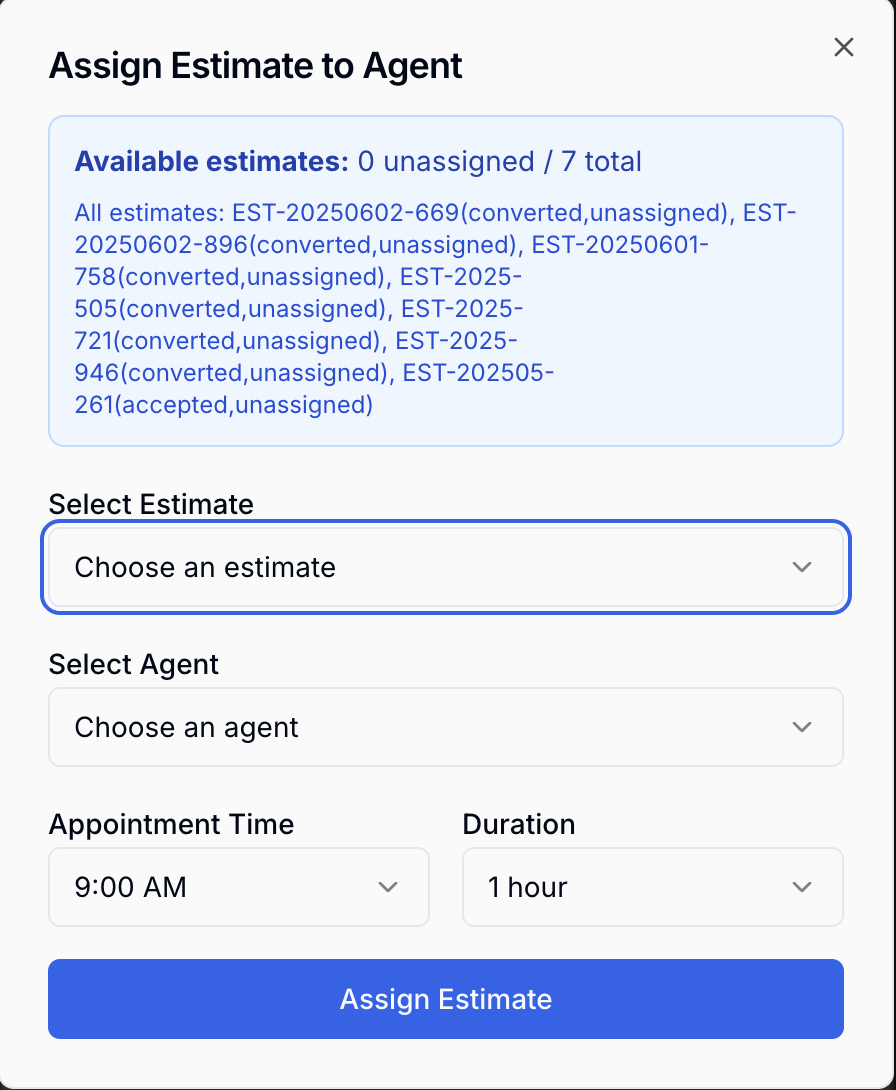 Assign Estimate to Agent
Available estimates: 0 unassigned / 7 total
All estimates: EST-20250602-669(converted,unassigned), EST-
20250602-896(converted,unassigned), EST-20250601-
758(converted,unassigned), EST-2025-
505(converted,unassigned), EST-2025-
721(converted,unassigned), EST-2025-
946(converted,unassigned), EST-202505-
261(accepted,unassigned)
Select Estimate
Choose an estimate
Select Agent
Choose an agent
Appointment Time
Duration
9:00 AM
1 hour
Assign Estimate